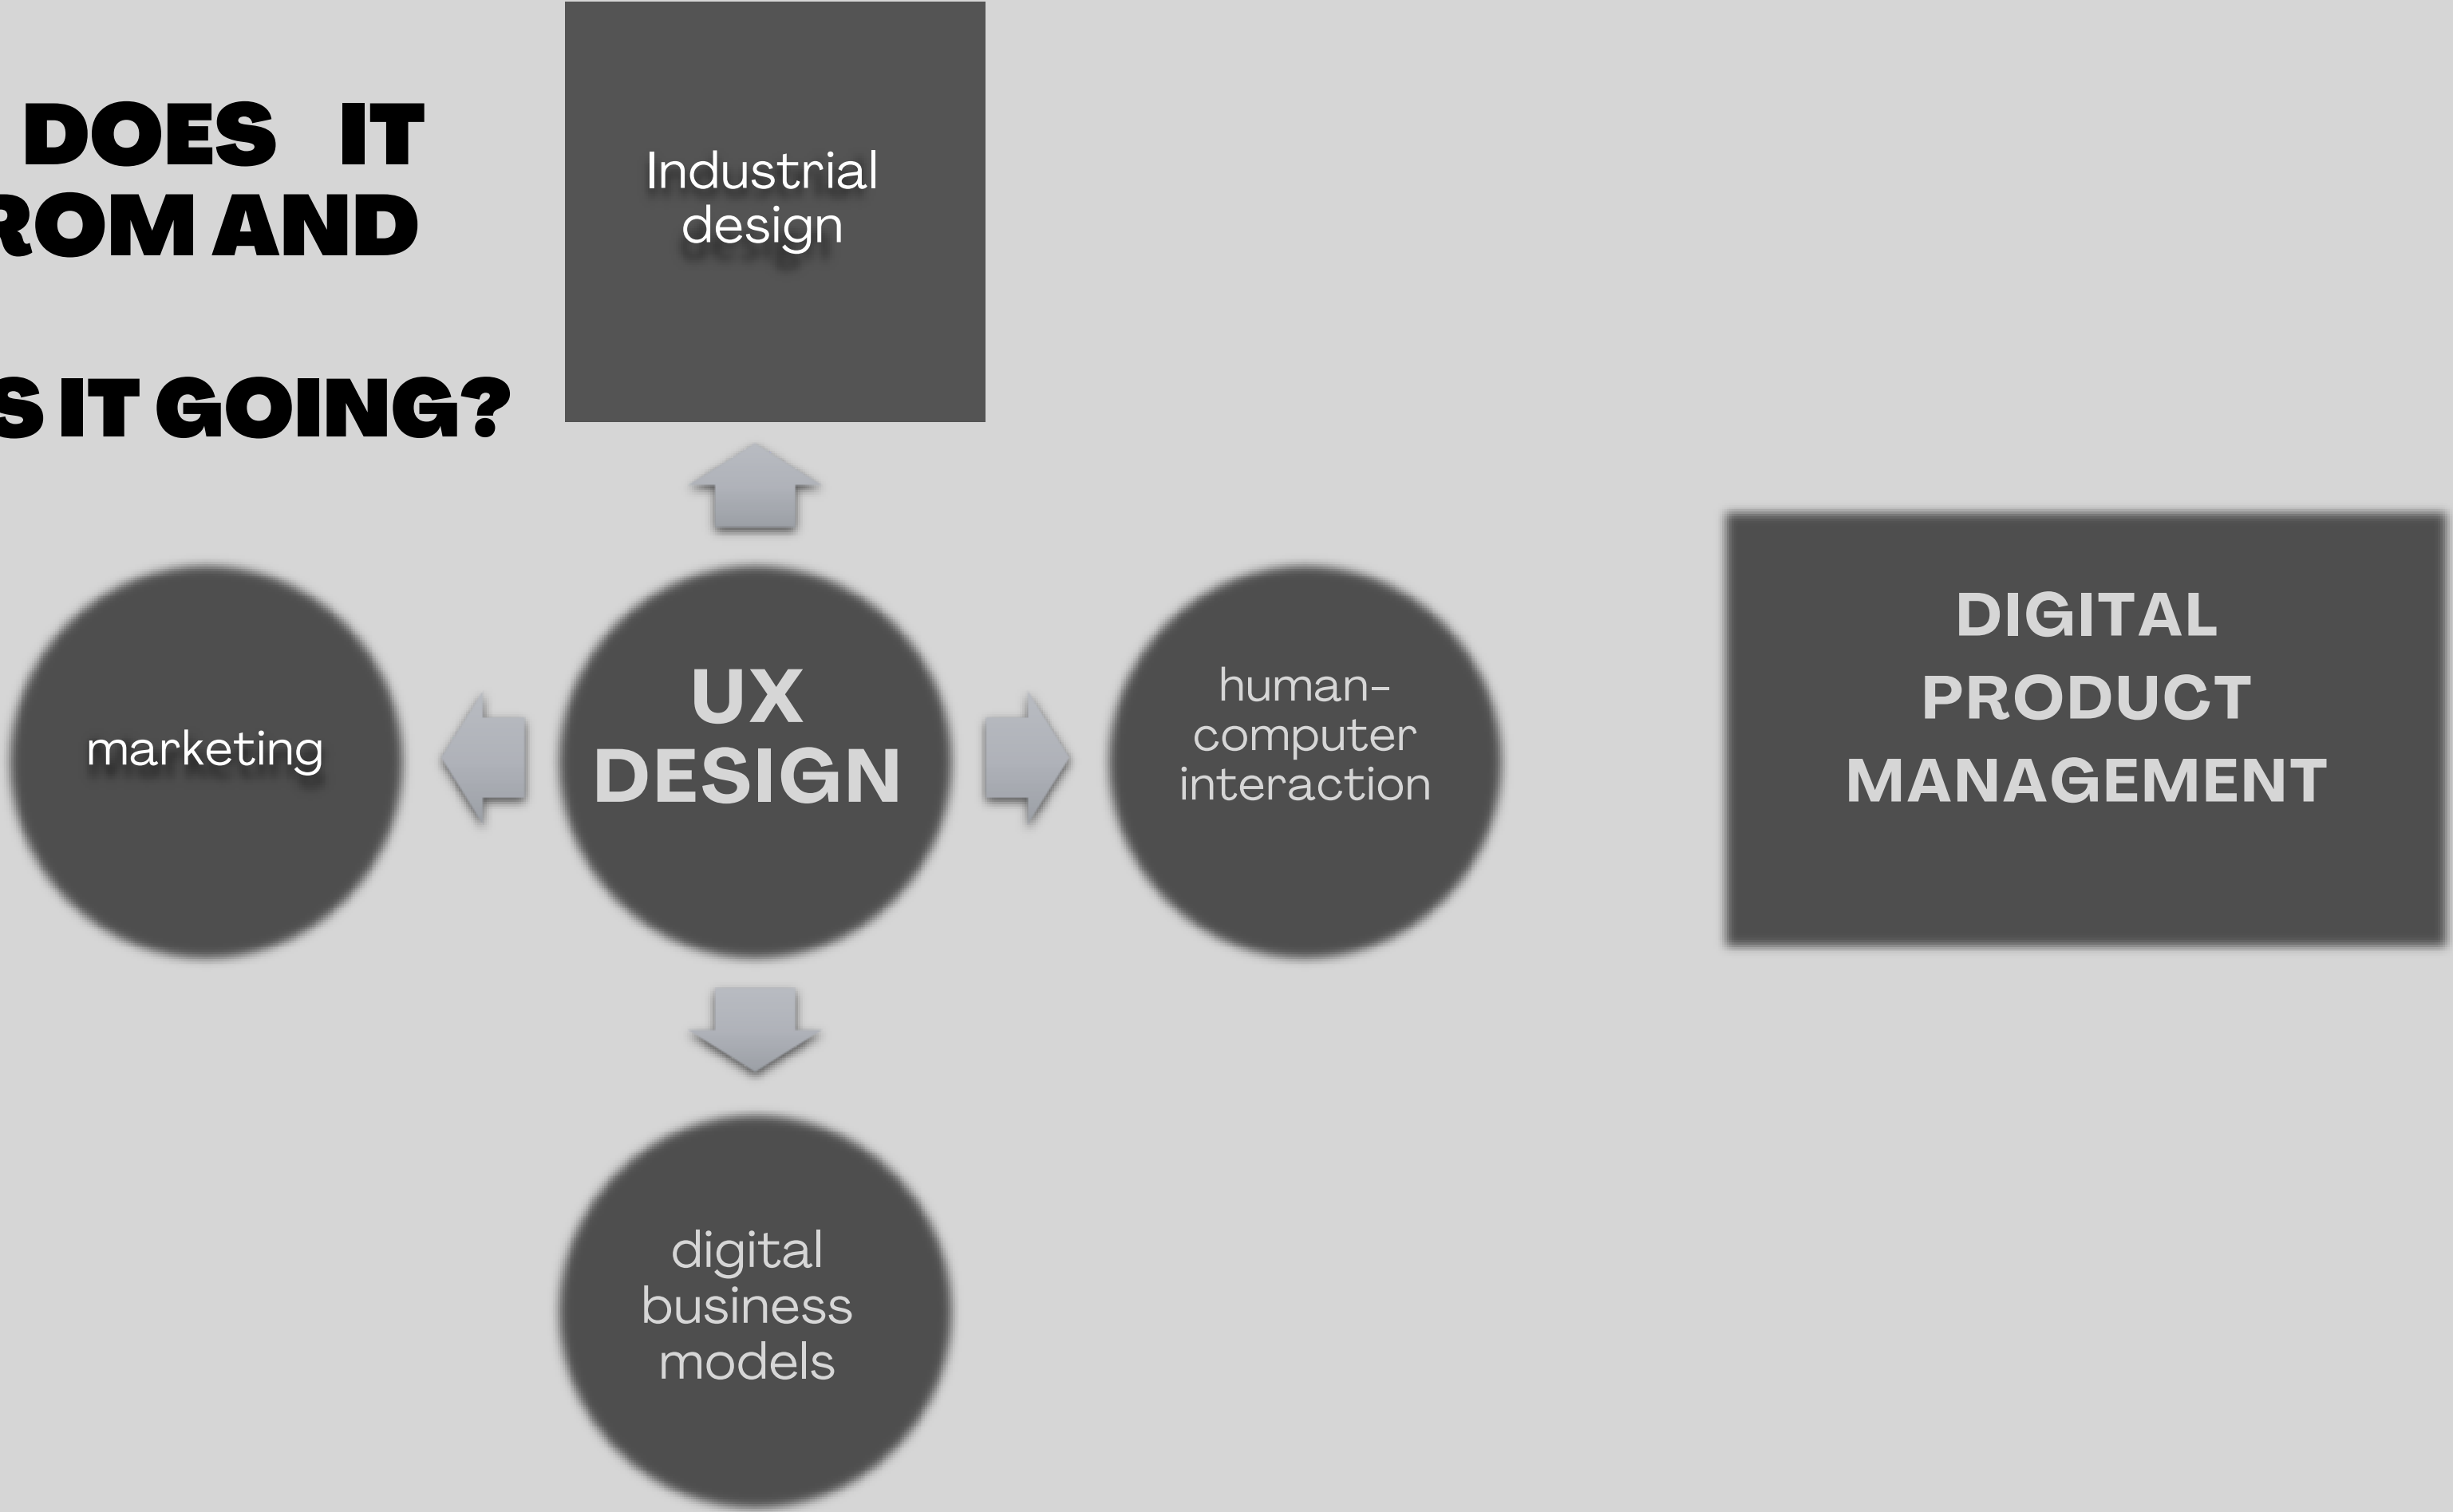 DOES IT
ROM AND
S IT GOING?
Industrial
design
marketing
UX
DESIGN
human-
computer
interaction
DIGITAL
PRODUCT
MANAGEMENT
digital
business
models